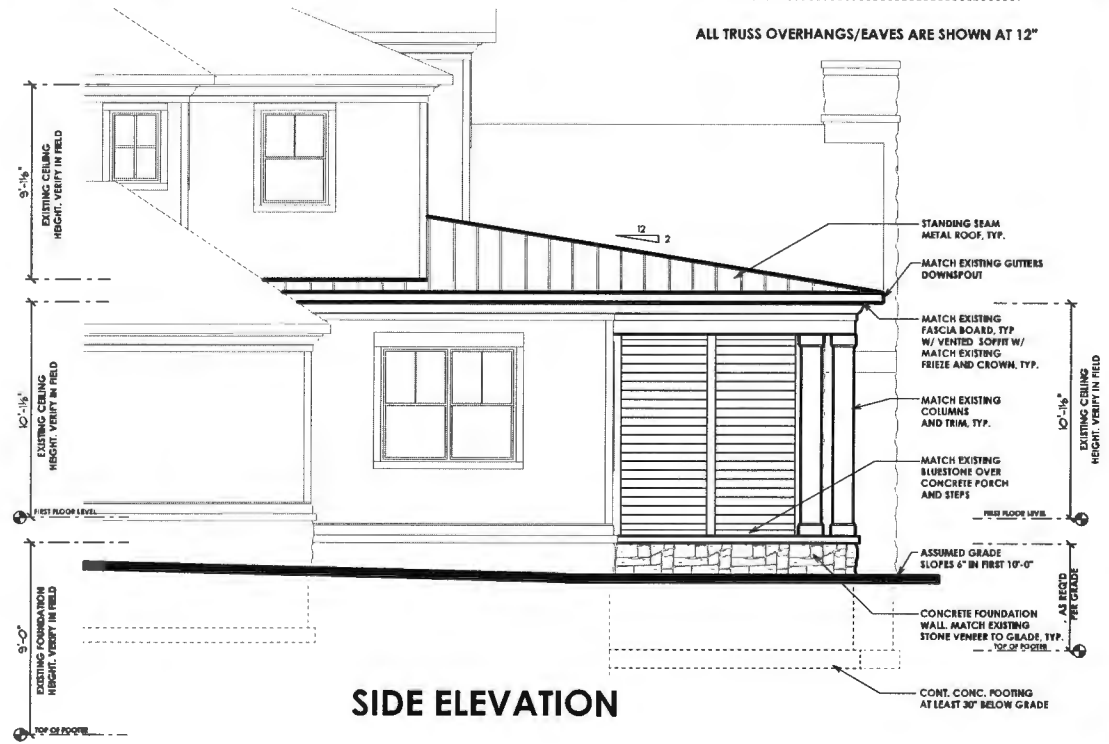 ALL TRUSS OVERHANGS/EAVES ARE SHOWN AT 12"
9'-1⅛"
EXISTING CEILING
HEIGHT. VERIFY IN FIELD
12
2
STANDING SEAM
METAL ROOF, TYP.
MATCH EXISTING GUTTERS
DOWNSPOUT
MATCH EXISTING
FASCIA BOARD, TYP
W/ VENTED SOFFIT W/
MATCH EXISTING
FRIEZE AND CROWN, TYP.
10'-1⅛"
EXISTING CEILING
HEIGHT. VERIFY IN FIELD
10'-1⅛"
EXISTING CEILING
HEIGHT. VERIFY IN FIELD
MATCH EXISTING
COLUMNS
AND TRIM, TYP.
MATCH EXISTING
BLUESTONE OVER
CONCRETE PORCH
AND STEPS
FIRST FLOOR LEVEL
FIRST FLOOR LEVEL
ASSUMED GRADE
SLOPES 6" IN FIRST 10'-0"
9'-0"
EXISTING FOUNDATION
HEIGHT. VERIFY IN FIELD
AS REQ'D
PER GRADE
CONCRETE FOUNDATION
WALL. MATCH EXISTING
STONE VENEER TO GRADE, TYP.
TOP OF FOOTER
CONT. CONC. FOOTING
AT LEAST 30" BELOW GRADE
SIDE ELEVATION
TOP OF FOOTER